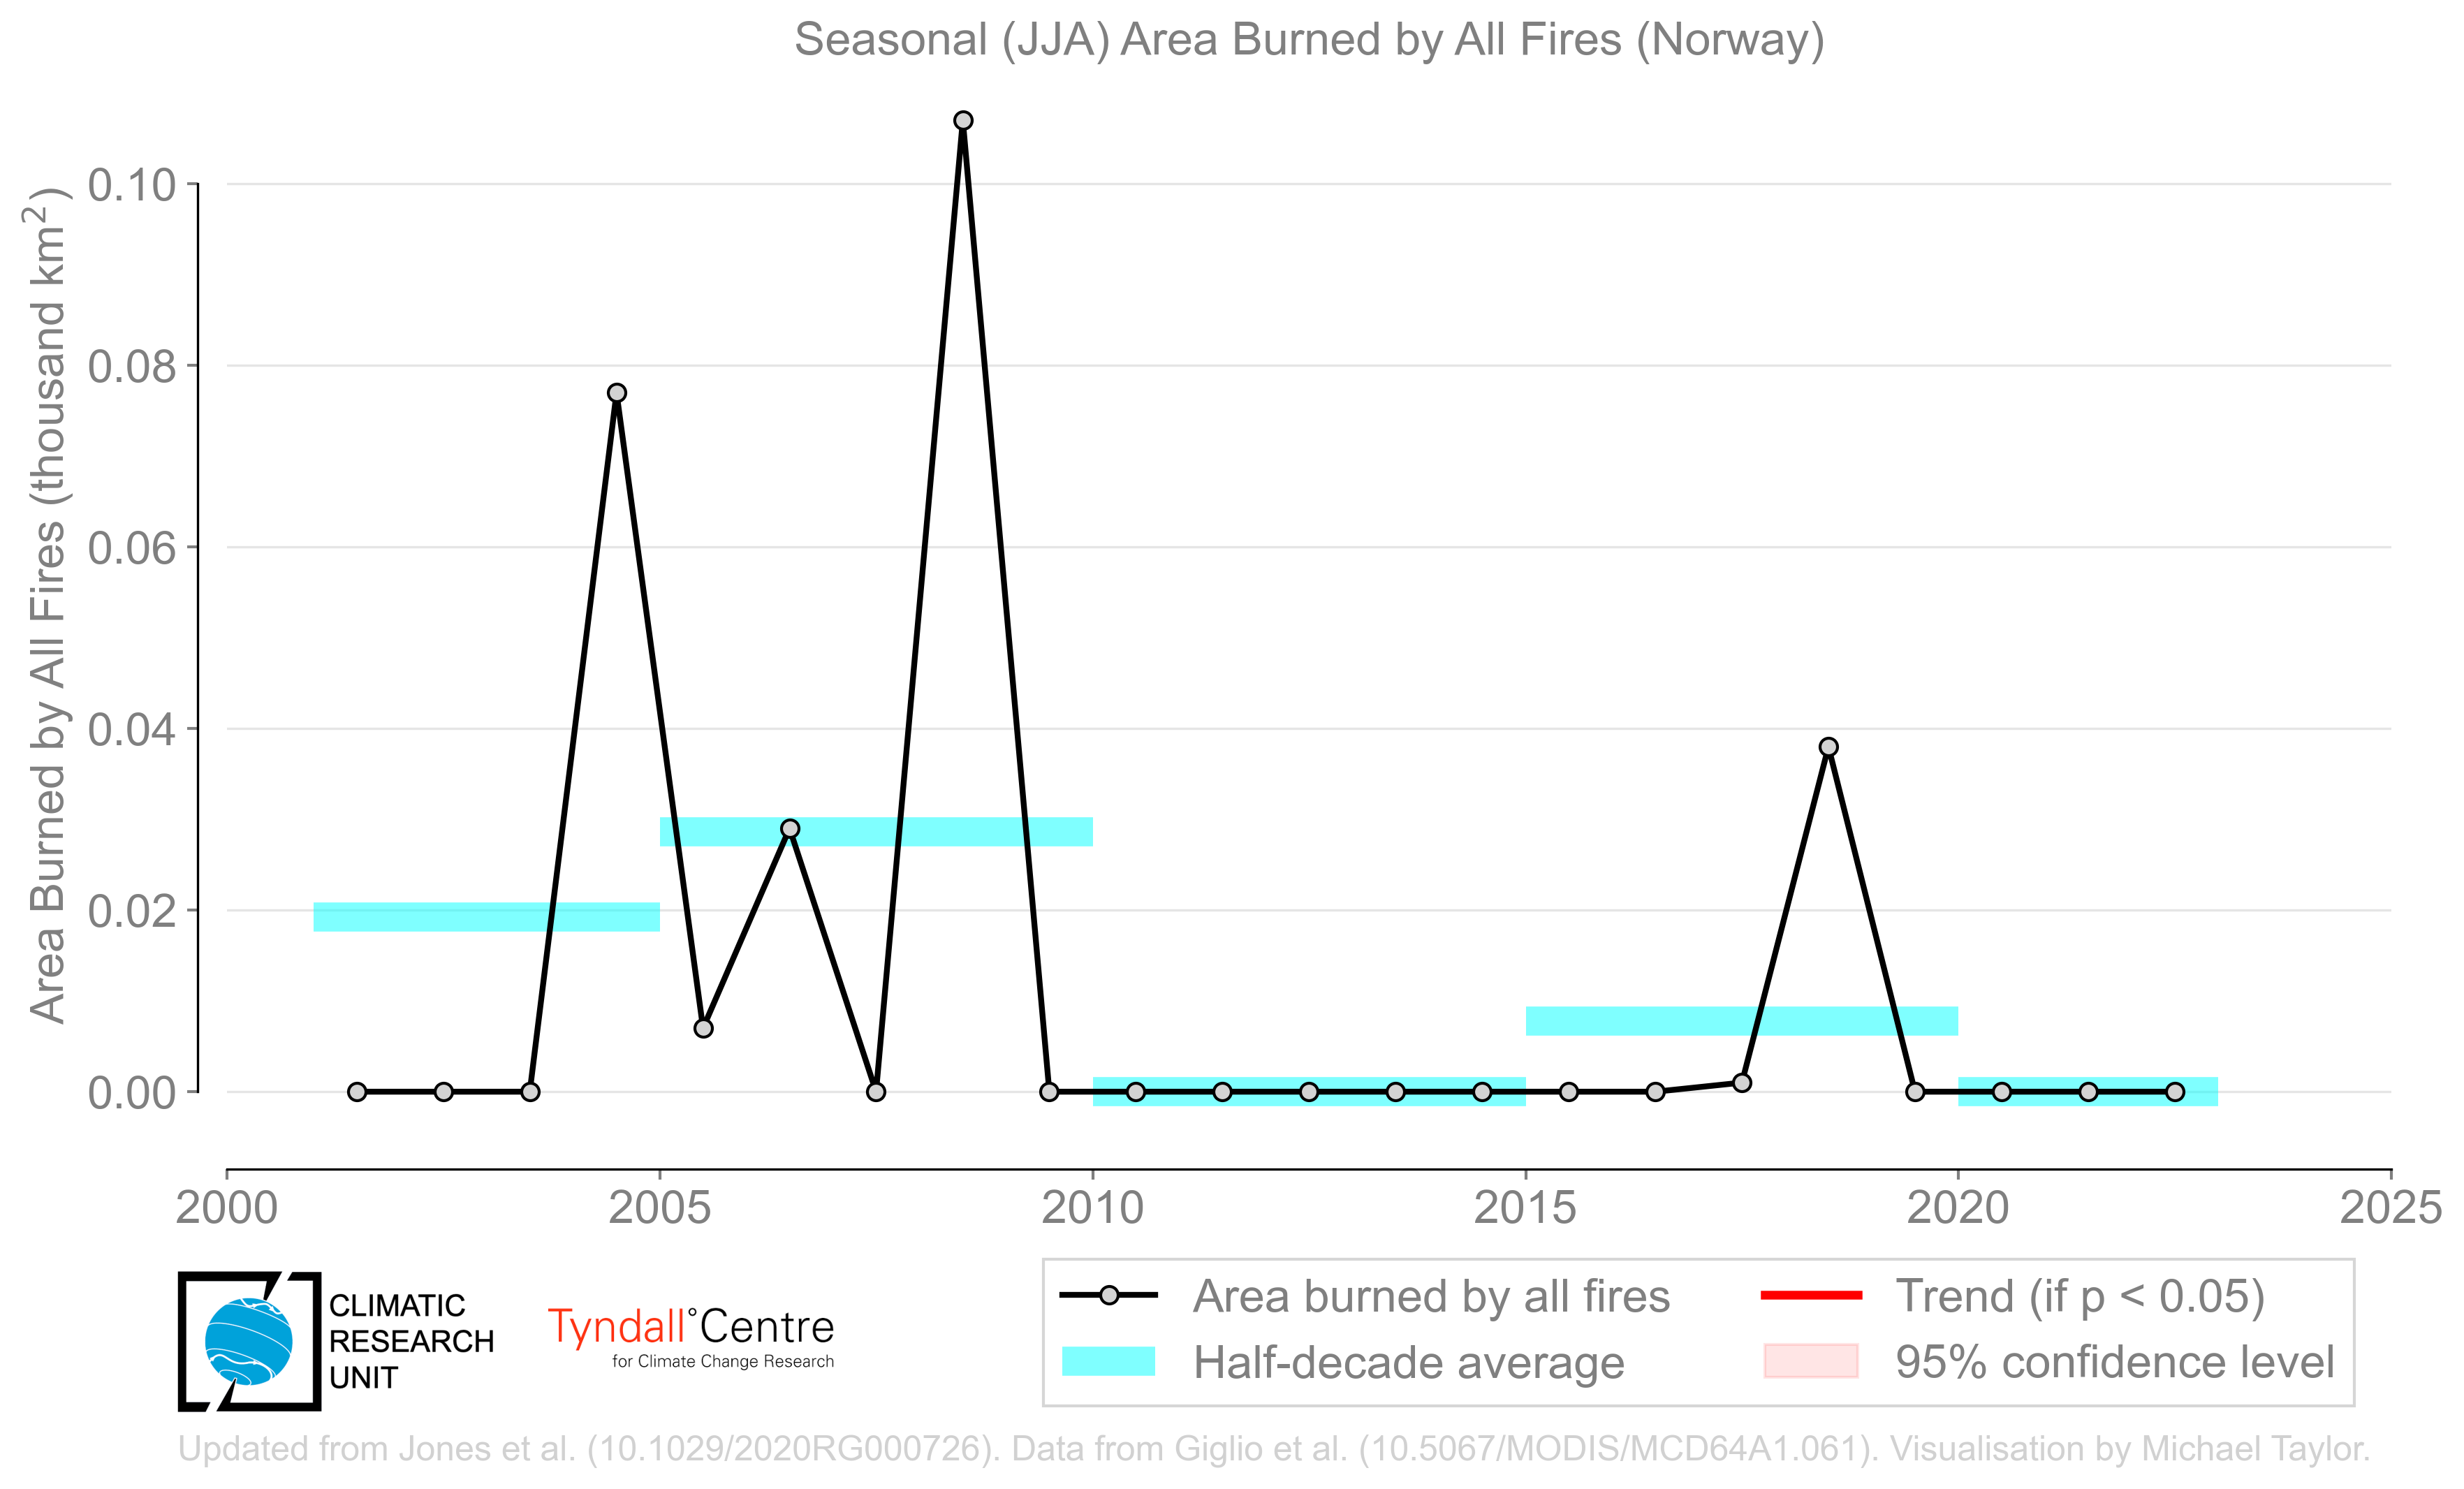 Seasonal (JJA) Area Burned by All Fires (Norway)
Area Burned by All Fires (thousand km²)
0.10
0.08
0.06
0.04
0.02
0.00
2000 2005 2010 2015 2020 2025
CLIMATIC
RESEARCH
UNIT
Tyndall°Centre
for Climate Change Research
Area burned by all fires
Half-decade average
Trend (if p < 0.05)
95% confidence level
Updated from Jones et al. (10.1029/2020RG000726). Data from Giglio et al. (10.5067/MODIS/MCD64A1.061). Visualisation by Michael Taylor.